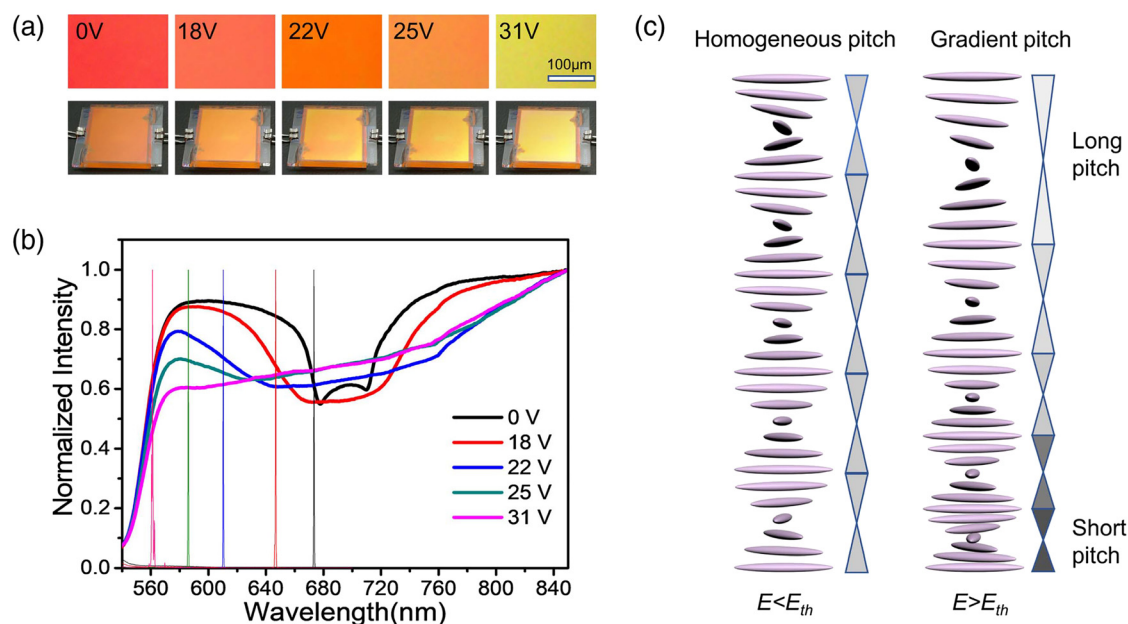 (a)
0V
18V
22V
25V
31V
100μm
(b)
Normalized Intensity
1.0
0.8
0.6
0.4
0.2
0.0
0 V
18 V
22 V
25 V
31 V
560 600 640 680 720 760 800 840
Wavelength(nm)
(c)
Homogeneous pitch
Gradient pitch
Long
pitch
Short
pitch
E<Eth
E>Eth